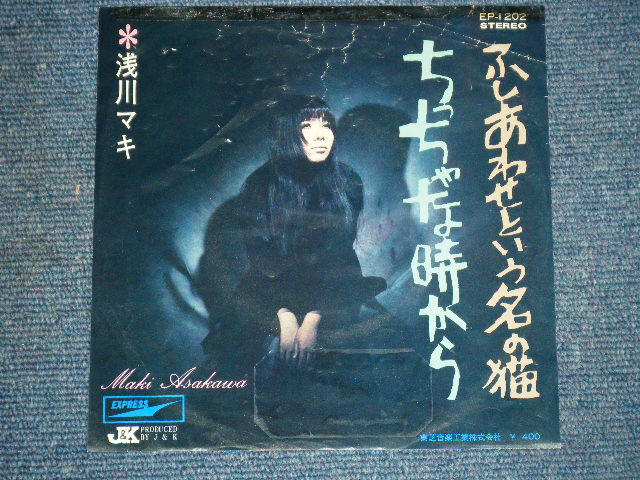 EP-1202
STEREO
ふしあわせという名の猫
ちっちゃな時から
*浅川マキ
Maki Asakawa
EXPRESS
J&K PRODUCED
BY J & K
東芝音楽工業株式会社 ¥ 400